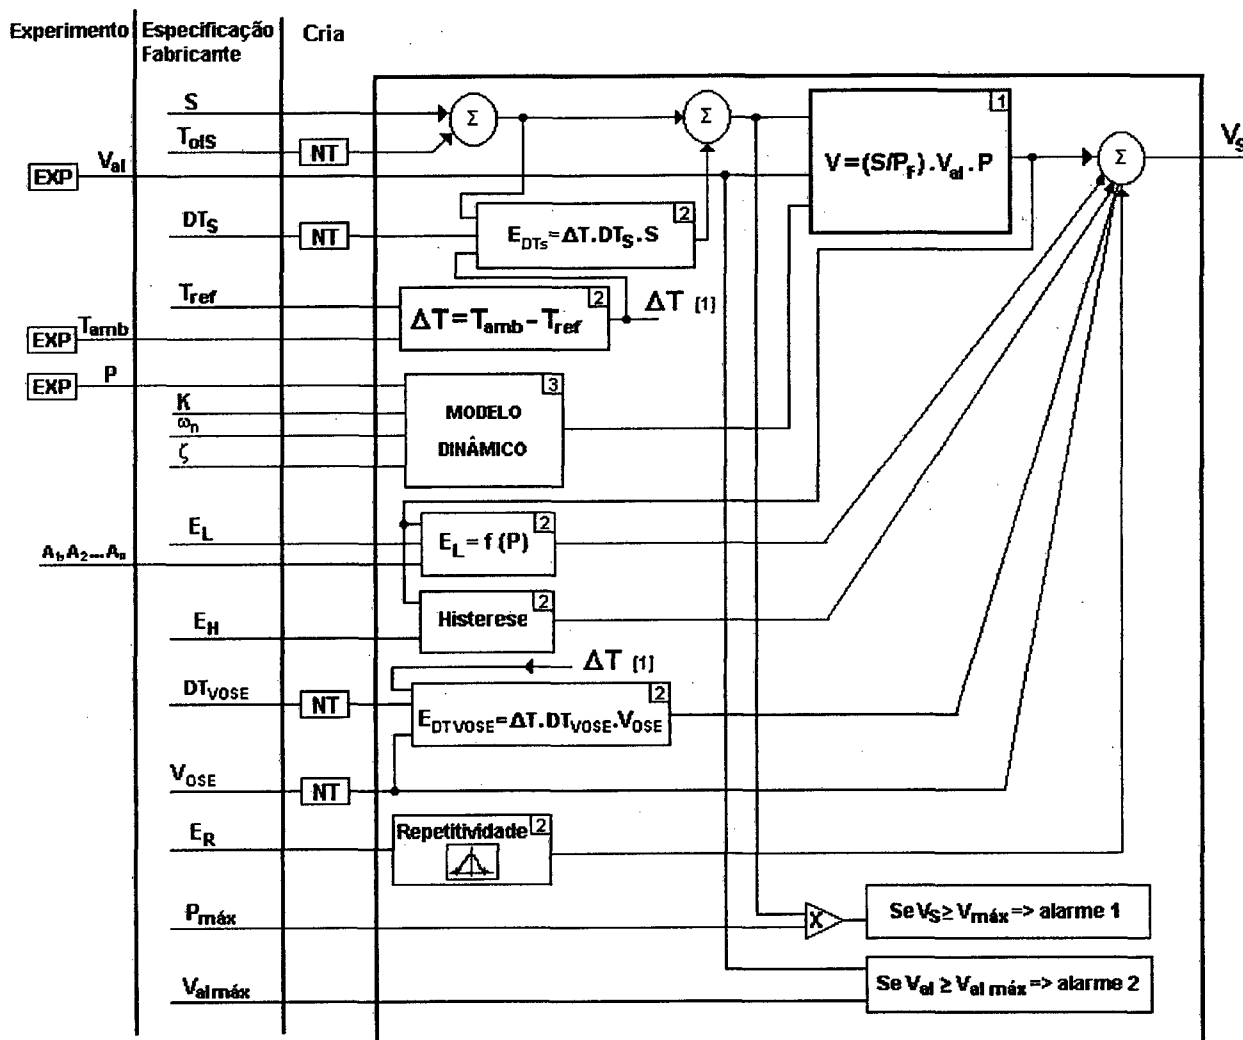 Experimento
Especificação
Fabricante
Cria
S
TolS
NT
Val
EXP
Σ
Σ
1
V=(S/Pf).Val.P
Σ
VS
DTS
NT
2
EDTs=ΔT.DTS.S
Tref
2
ΔT=Tamb-Tref
ΔT [1]
Tamb
EXP
P
EXP
K
ωn
ζ
3
MODELO
DINÂMICO
EL
A1,A2...An
2
EL=f(P)
EH
2
Histerese
ΔT [1]
DTVOSE
NT
2
EDTVOSE=ΔT.DTVOSE.VOSE
VOSE
NT
ER
Repetitividade
2
Pmáx
X
Se VS≥Vmáx=> alarme 1
Valmáx
Se Val≥Val máx=> alarme 2